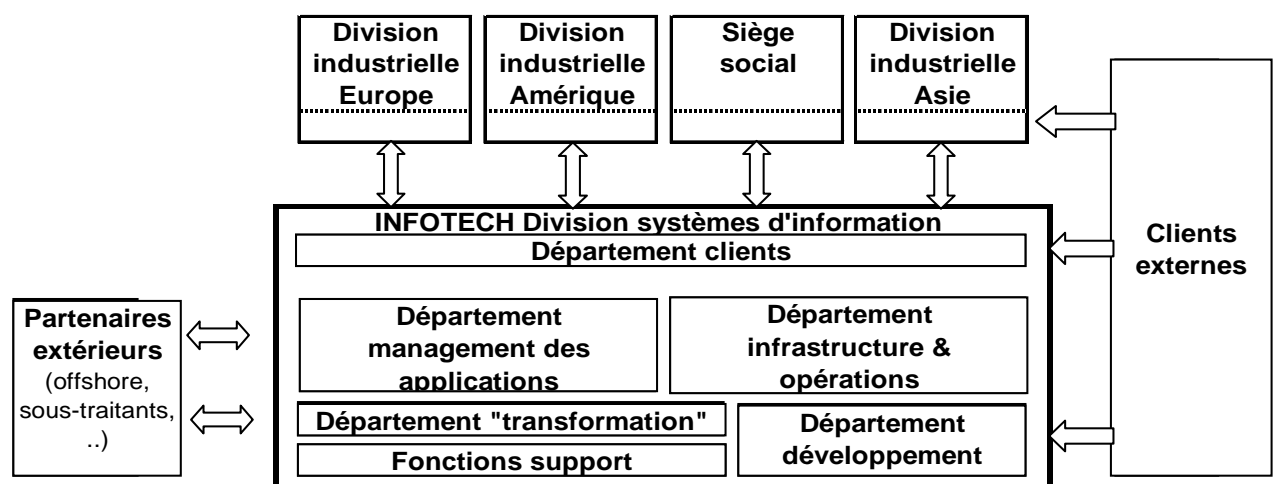 Division
industrielle
Europe
Division
industrielle
Amérique
Siège
social
Division
industrielle
Asie
Clients
externes
INFOTECH Division systèmes d'information
Département clients
Partenaires
extérieurs
(offshore,
sous-traitants,
..)
Département
management des
applications
Département
infrastructure &
opérations
Département "transformation"
Fonctions support
Département
développement